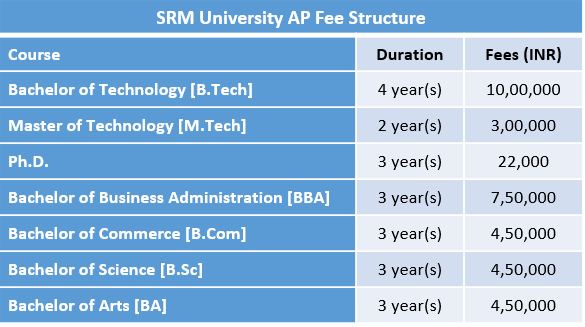 SRM University AP Fee Structure
Course Duration Fees (INR)
Bachelor of Technology [B.Tech] 4 year(s) 10,00,000
Master of Technology [M.Tech] 2 year(s) 3,00,000
Ph.D. 3 year(s) 22,000
Bachelor of Business Administration [BBA] 3 year(s) 7,50,000
Bachelor of Commerce [B.Com] 3 year(s) 4,50,000
Bachelor of Science [B.Sc] 3 year(s) 4,50,000
Bachelor of Arts [BA] 3 year(s) 4,50,000